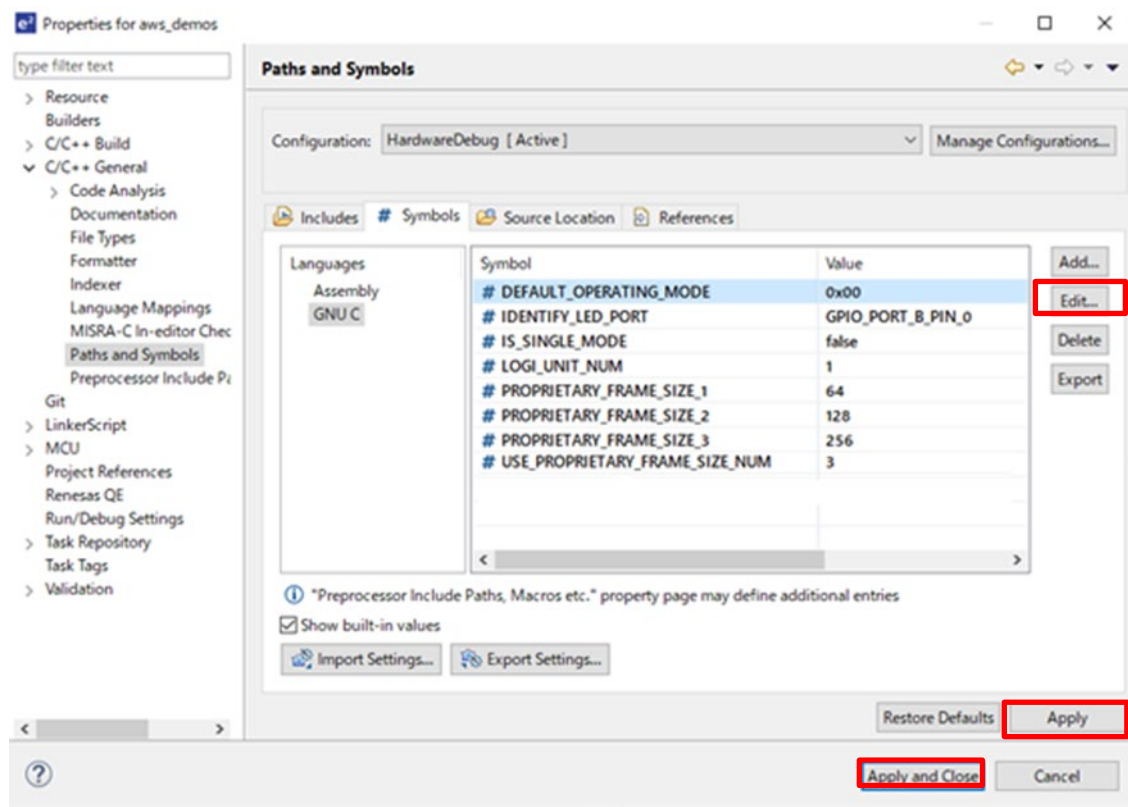 e² Properties for aws_demos
type filter text
Resource
Builders
C/C++ Build
C/C++ General
Code Analysis
Documentation
File Types
Formatter
Indexer
Language Mappings
MISRA-C In-editor Chec
Paths and Symbols
Preprocessor Include Pa
Git
LinkerScript
MCU
Project References
Renesas QE
Run/Debug Settings
Task Repository
Task Tags
Validation
Paths and Symbols
Configuration: HardwareDebug [ Active ] Manage Configurations...
Includes # Symbols Source Location References
Languages
Assembly
GNU C
Symbol Value
# DEFAULT_OPERATING_MODE 0x00
# IDENTIFY_LED_PORT GPIO_PORT_B_PIN_0
# IS_SINGLE_MODE false
# LOGI_UNIT_NUM 1
# PROPRIETARY_FRAME_SIZE_1 64
# PROPRIETARY_FRAME_SIZE_2 128
# PROPRIETARY_FRAME_SIZE_3 256
# USE_PROPRIETARY_FRAME_SIZE_NUM 3
Add...
Edit...
Delete
Export
"Preprocessor Include Paths, Macros etc." property page may define additional entries
Show built-in values
Import Settings... Export Settings...
Restore Defaults Apply
? Apply and Close Cancel